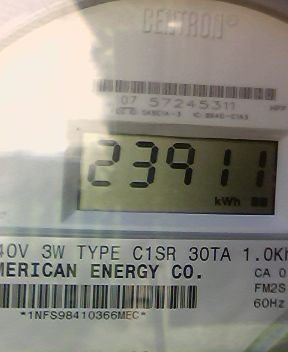 CENTRON®
07 57245311
23911
kWh
40V 3W TYPE C1SR 30TA 1.0Kh
MERICAN ENERGY CO.
CA 0
FM2S
60Hz
*1NFS98410366MEC*